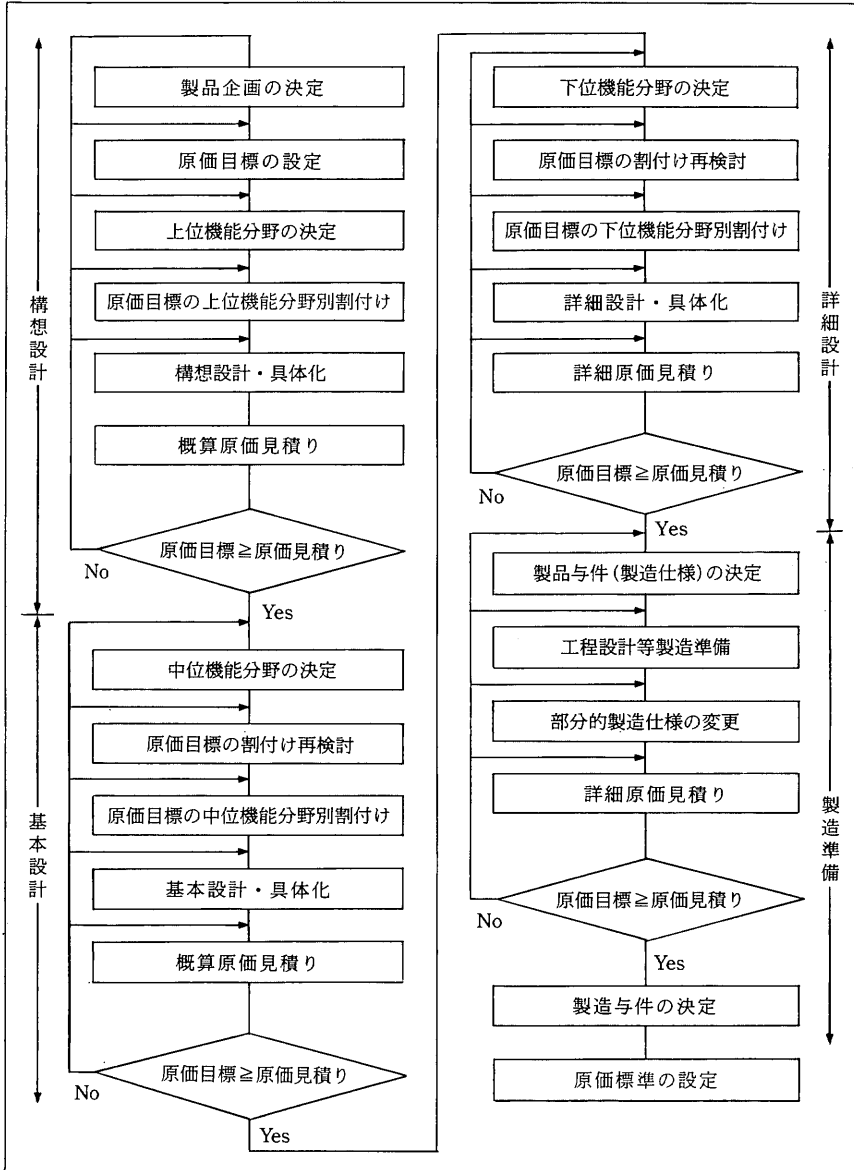 構想設計
製品企画の決定
原価目標の設定
上位機能分野の決定
原価目標の上位機能分野別割付け
構想設計・具体化
概算原価見積り
原価目標≧原価見積り
No
Yes
基本設計
中位機能分野の決定
原価目標の割付け再検討
原価目標の中位機能分野別割付け
基本設計・具体化
概算原価見積り
原価目標≧原価見積り
No
Yes
詳細設計
下位機能分野の決定
原価目標の割付け再検討
原価目標の下位機能分野別割付け
詳細設計・具体化
詳細原価見積り
原価目標≧原価見積り
No
Yes
製造準備
製品与件(製造仕様)の決定
工程設計等製造準備
部分的製造仕様の変更
詳細原価見積り
原価目標≧原価見積り
No
Yes
製造与件の決定
原価標準の設定